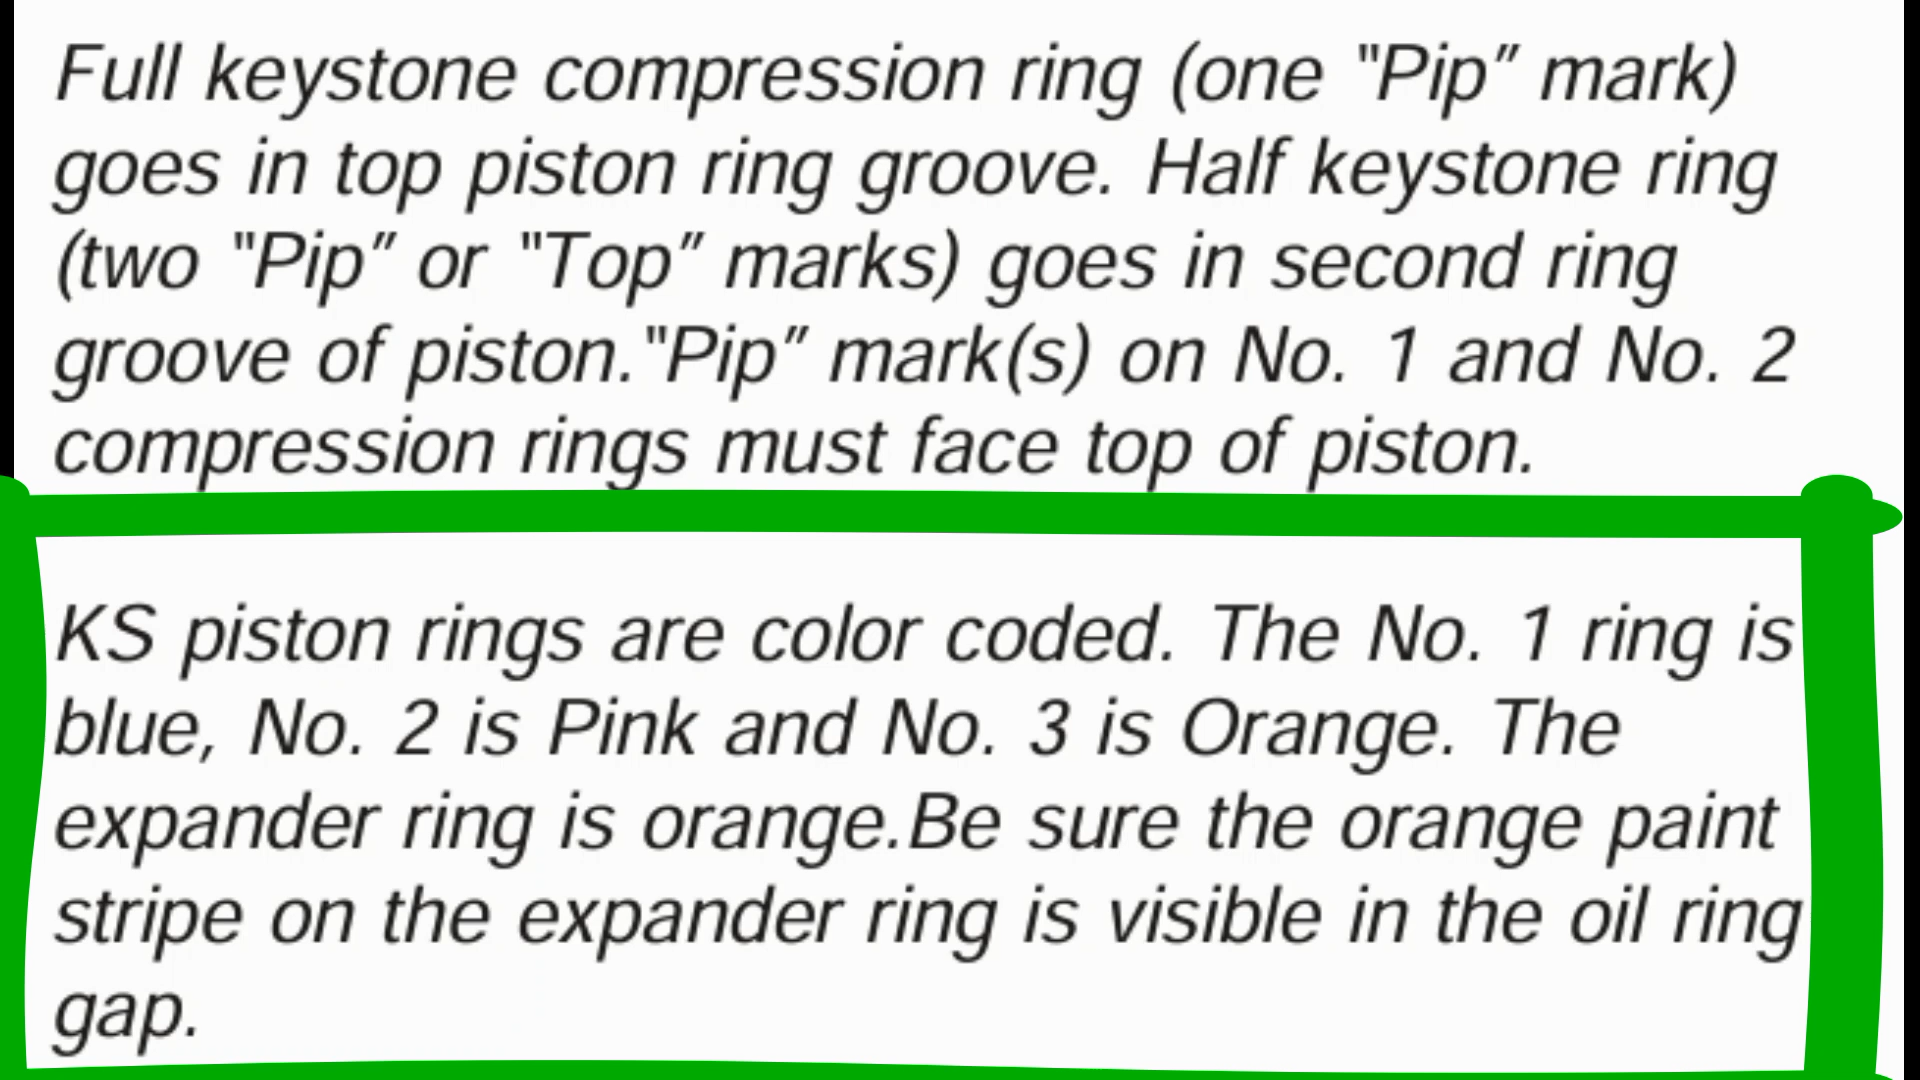 Full keystone compression ring (one "Pip” mark)
goes in top piston ring groove. Half keystone ring
(two "Pip” or "Top” marks) goes in second ring
groove of piston."Pip” mark(s) on No. 1 and No. 2
compression rings must face top of piston.
KS piston rings are color coded. The No. 1 ring is
blue, No. 2 is Pink and No. 3 is Orange. The
expander ring is orange.Be sure the orange paint
stripe on the expander ring is visible in the oil ring
gap.